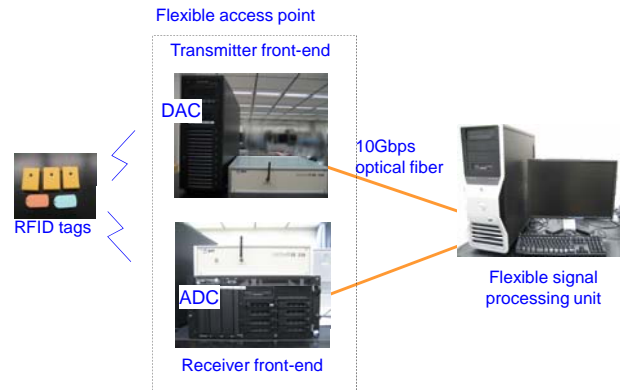 Flexible access point
Transmitter front-end
DAC
10Gbps
optical fiber
RFID tags
ADC
Flexible signal
processing unit
Receiver front-end